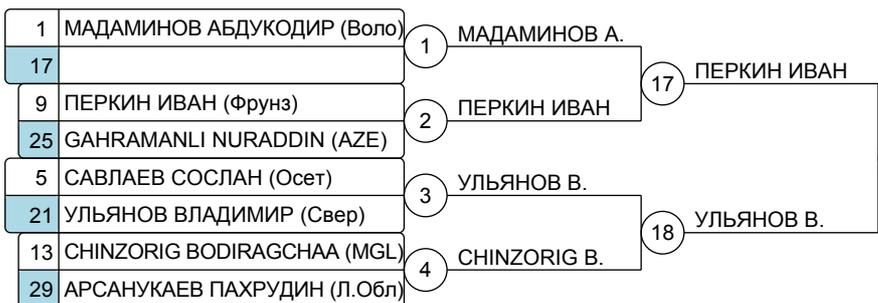 1 МАДАМИНОВ АБДУКОДИР (Воло)
17
1 МАДАМИНОВ А.
9 ПЕРКИН ИВАН (Фрунз)
25 GAHRAMANLI NURADDIN (AZE)
2 ПЕРКИН ИВАН
17 ПЕРКИН ИВАН
5 САВЛАЕВ СОСЛАН (Осет)
21 УЛЬЯНОВ ВЛАДИМИР (Свер)
3 УЛЬЯНОВ В.
13 CHINZORIG BODIRAGCHAA (MGL)
29 АРСАНУКАЕВ ПАХРУДИН (Л.Обл)
4 CHINZORIG B.
18 УЛЬЯНОВ В.